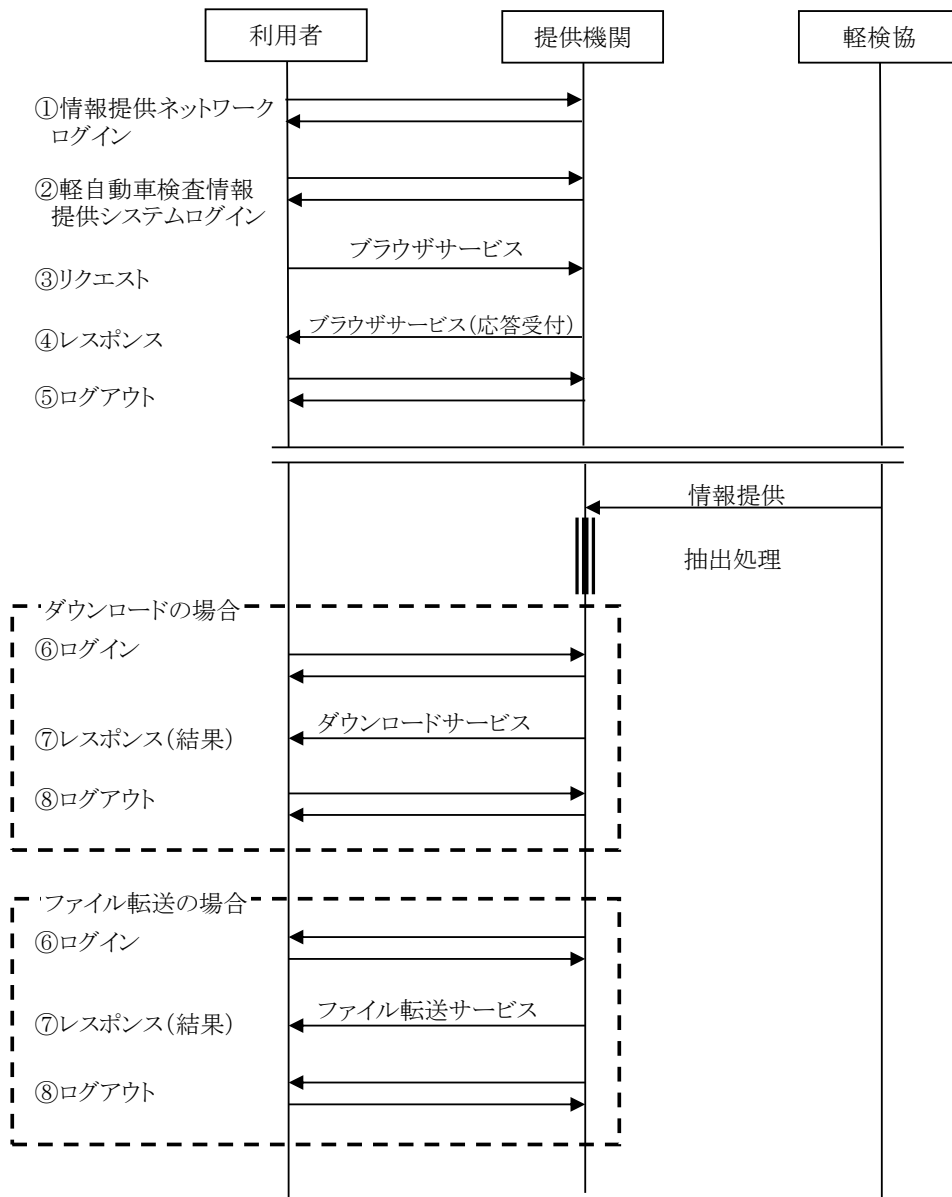 利用者
提供機関
軽検協
①情報提供ネットワーク
ログイン
②軽自動車検査情報
提供システムログイン
ブラウザサービス
③リクエスト
ブラウザサービス(応答受付)
④レスポンス
⑤ログアウト
情報提供
抽出処理
ダウンロードの場合
⑥ログイン
ダウンロードサービス
⑦レスポンス(結果)
⑧ログアウト
ファイル転送の場合
⑥ログイン
ファイル転送サービス
⑦レスポンス(結果)
⑧ログアウト